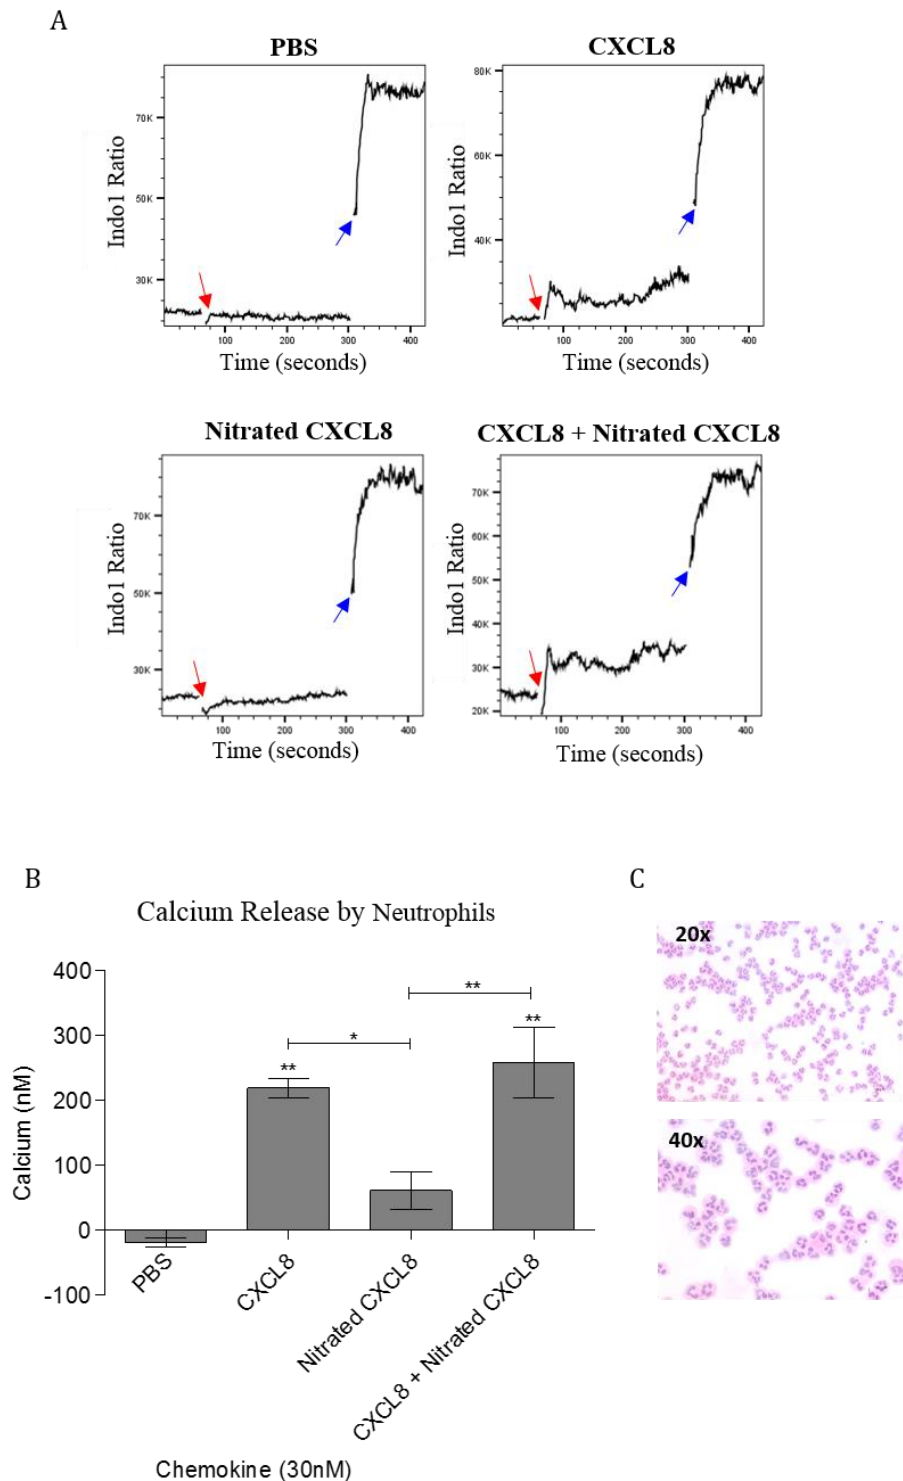 A
PBS
CXCL8
70K
50K
30K
Indo1 Ratio
100 200 300 400
Time (seconds)
80K
60K
40K
Indo1 Ratio
100 200 300 400
Time (seconds)
Nitrated CXCL8
CXCL8 + Nitrated CXCL8
70K
50K
30K
Indo1 Ratio
100 200 300 400
Time (seconds)
70K
60K
50K
40K
30K
20K
Indo1 Ratio
100 200 300 400
Time (seconds)
B
C
Calcium Release by Neutrophils
400
300
200
100
0
-100
Calcium (nM)
**
*
**
**
PBS
CXCL8
Nitrated CXCL8
CXCL8 + Nitrated CXCL8
Chemokine (30nM)
20x
40x